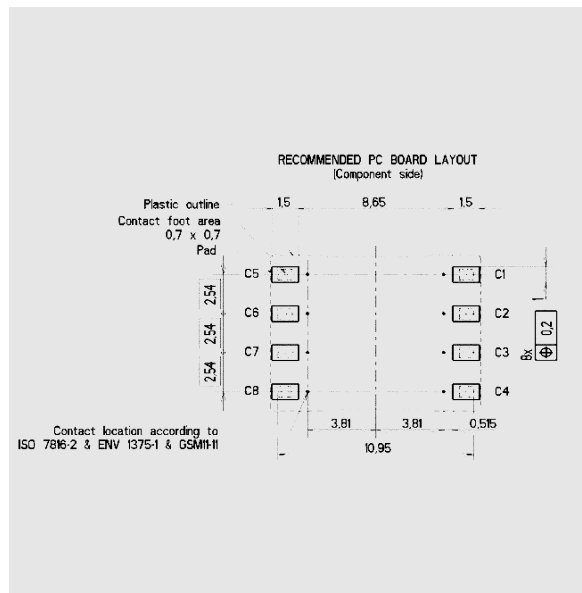 RECOMMENDED PC BOARD LAYOUT
(Component side)
Plastic outline
1,5
8,65
1,5
Contact foot area
0,7 x 0,7
Pad
C5
C1
2,54
C6
C2
2,54
C7
C3
8x
0,2
2,54
C8
C4
Contact location according to
ISO 7816-2 & ENV 1375-1 & GSM11-11
3,81
3,81
0,515
10,95